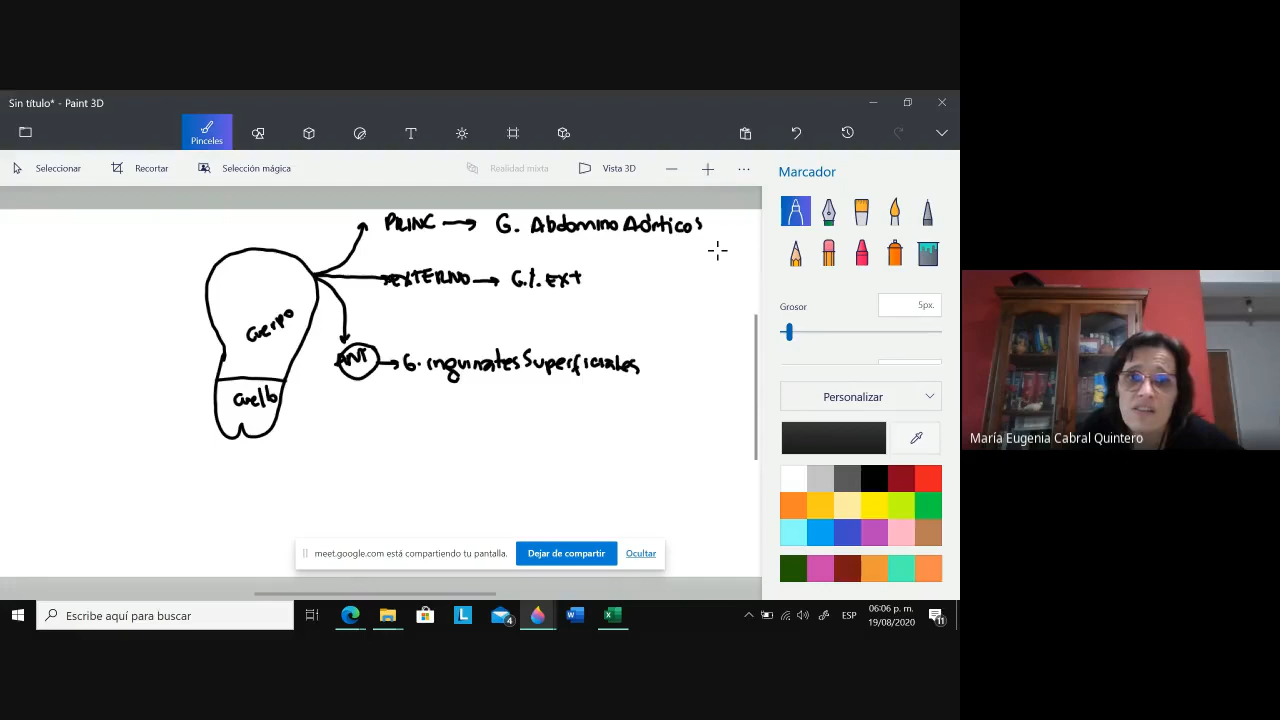 Sin título* - Paint 3D
Pinceles
Seleccionar
Recortar
Selección mágica
Realidad mixta
Vista 3D
Marcador
PRINC → G. Abdomino Aórticos
EXTERNO → G.I. EXT
ANT → G. inguinales Superficiales
cuerpo
cuello
Grosor
5px.
Personalizar
María Eugenia Cabral Quintero
meet.google.com está compartiendo tu pantalla.
Dejar de compartir
Ocultar
Escribe aquí para buscar
L
4
W
X
ESP
06:06 p. m.
19/08/2020
11